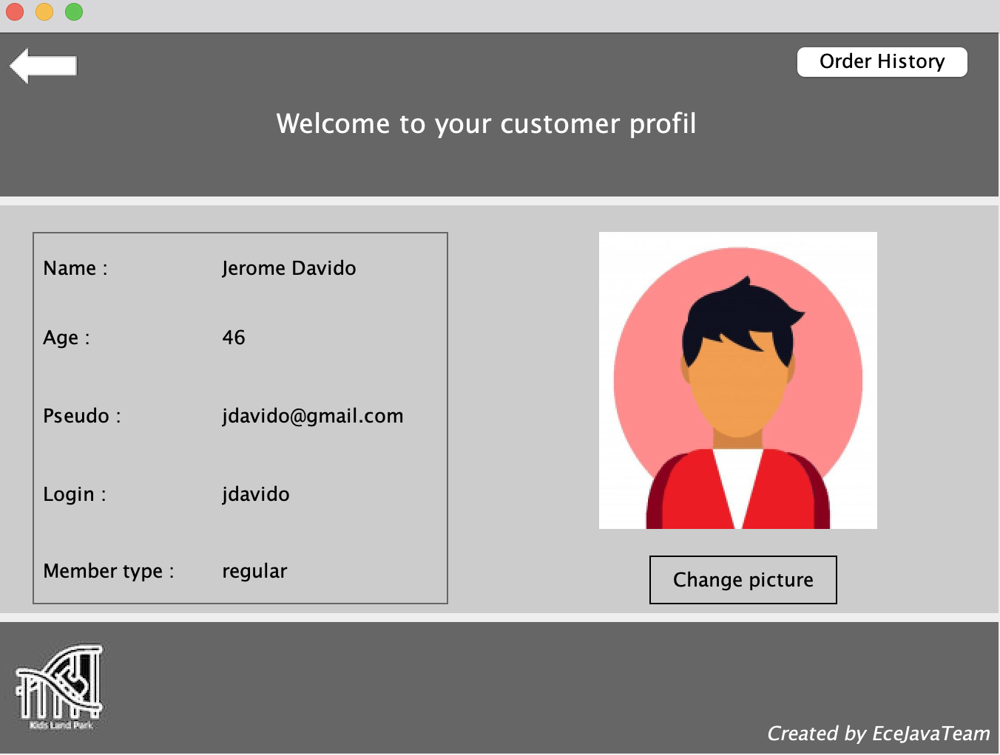 Order History
Welcome to your customer profil
Name : Jerome Davido
Age : 46
Pseudo : jdavido@gmail.com
Login : jdavido
Member type : regular
Change picture
Kids Land Park
Created by EceJavaTeam